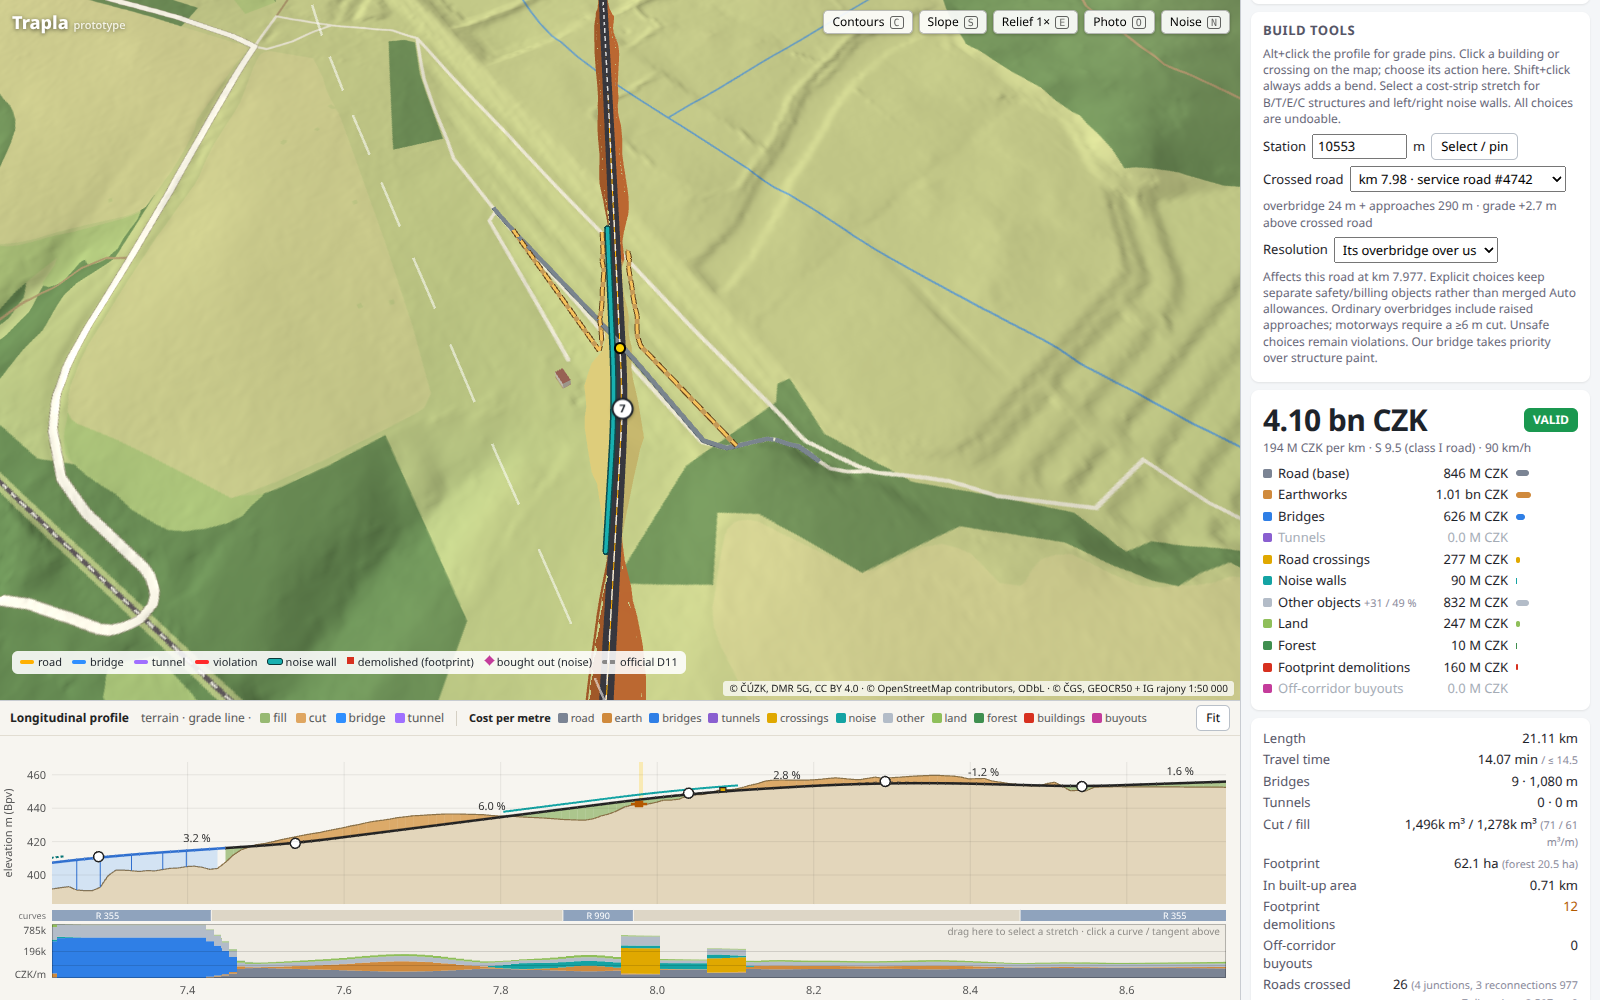 Trapla prototype
Contours C
Slope S
Relief 1× E
Photo O
Noise N
7
road
bridge
tunnel
violation
noise wall
demolished (footprint)
bought out (noise)
official D11
© ČÚZK, DMR 5G, CC BY 4.0 · © OpenStreetMap contributors, ODbL · © ČGS, GEOCR50 + IG rajony 1:50 000
Longitudinal profile
terrain · grade line · fill cut bridge tunnel
Cost per metre road earth bridges tunnels crossings noise other land forest buildings buyouts
Fit
elevation m (Bpv)
460
440
420
400
3.2 %
6.0 %
2.8 %
-1.2 %
1.6 %
curves
R 355
R 990
R 355
785k
196k
CZK/m
drag here to select a stretch · click a curve / tangent above
7.4
7.6
7.8
8.0
8.2
8.4
8.6
BUILD TOOLS
Alt+click the profile for grade pins. Click a building or
crossing on the map; choose its action here. Shift+click
always adds a bend. Select a cost-strip stretch for
B/T/E/C structures and left/right noise walls. All choices
are undoable.
Station 10553 m Select / pin
Crossed road km 7.98 · service road #4742
overbridge 24 m + approaches 290 m · grade +2.7 m
above crossed road
Resolution Its overbridge over us
Affects this road at km 7.977. Explicit choices keep
separate safety/billing objects rather than merged Auto
allowances. Ordinary overbridges include raised
approaches; motorways require a ≥6 m cut. Unsafe
choices remain violations. Our bridge takes priority
over structure paint.
4.10 bn CZK VALID
194 M CZK per km · S 9.5 (class I road) · 90 km/h
Road (base) 846 M CZK
Earthworks 1.01 bn CZK
Bridges 626 M CZK
Tunnels 0.0 M CZK
Road crossings 277 M CZK
Noise walls 90 M CZK
Other objects +31 / 49 % 832 M CZK
Land 247 M CZK
Forest 10 M CZK
Footprint demolitions 160 M CZK
Off-corridor buyouts 0.0 M CZK
Length 21.11 km
Travel time 14.07 min / ≤ 14.5
Bridges 9 · 1,080 m
Tunnels 0 · 0 m
Cut / fill 1,496k m³ / 1,278k m³ (71 / 61
m³/m)
Footprint 62.1 ha (forest 20.5 ha)
In built-up area 0.71 km
Footprint 12
demolitions
Off-corridor 0
buyouts
Roads crossed 26 (4 junctions, 3 reconnections 977